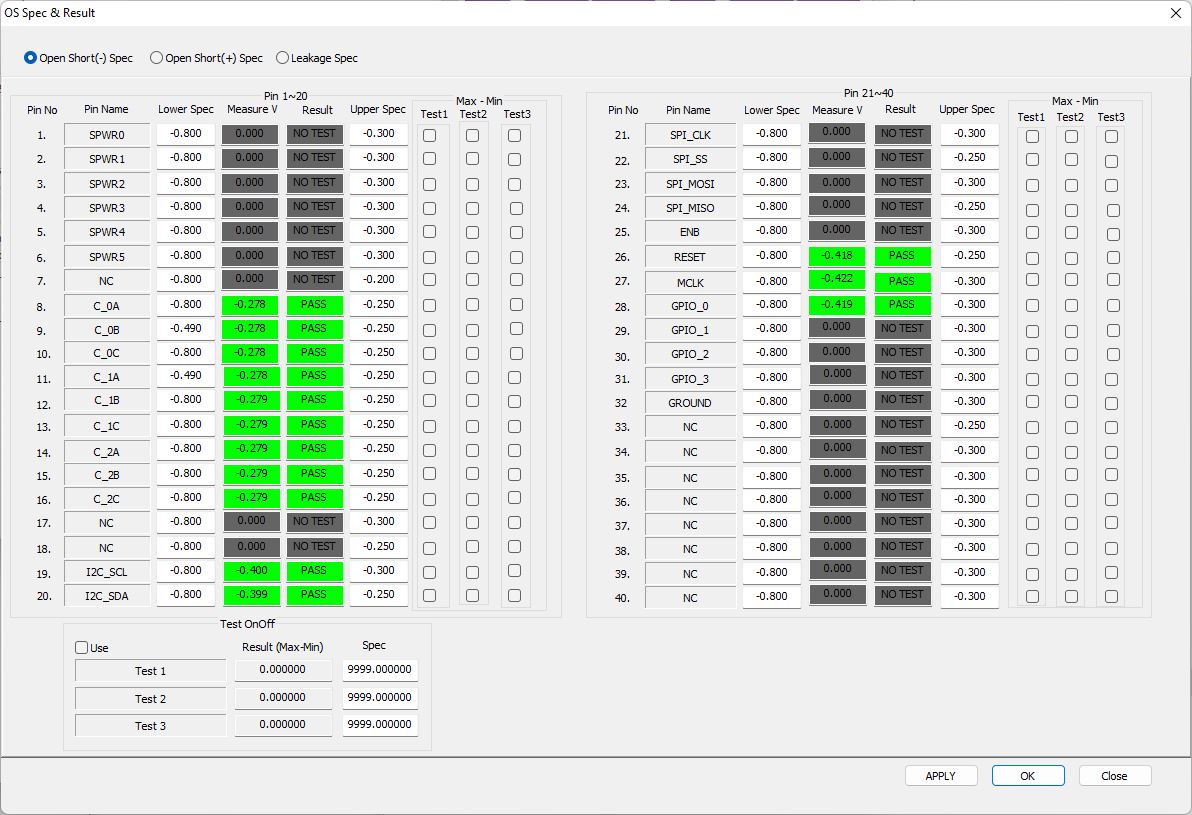 OS Spec & Result
Open Short(-) Spec Open Short(+) Spec Leakage Spec
Pin 1~20
Pin No Pin Name Lower Spec Measure V Result Upper Spec Max - Min
Test1 Test2 Test3
1. SPWR0 -0.800 0.000 NO TEST -0.300
2. SPWR1 -0.800 0.000 NO TEST -0.300
3. SPWR2 -0.800 0.000 NO TEST -0.300
4. SPWR3 -0.800 0.000 NO TEST -0.300
5. SPWR4 -0.800 0.000 NO TEST -0.300
6. SPWR5 -0.800 0.000 NO TEST -0.300
7. NC -0.800 0.000 NO TEST -0.200
8. C_0A -0.800 -0.278 PASS -0.250
9. C_0B -0.490 -0.278 PASS -0.250
10. C_0C -0.800 -0.278 PASS -0.250
11. C_1A -0.490 -0.278 PASS -0.250
12. C_1B -0.800 -0.279 PASS -0.250
13. C_1C -0.800 -0.279 PASS -0.250
14. C_2A -0.800 -0.279 PASS -0.250
15. C_2B -0.800 -0.279 PASS -0.250
16. C_2C -0.800 -0.279 PASS -0.250
17. NC -0.800 0.000 NO TEST -0.300
18. NC -0.800 0.000 NO TEST -0.250
19. I2C_SCL -0.800 -0.400 PASS -0.300
20. I2C_SDA -0.800 -0.399 PASS -0.250
Pin 21~40
Pin No Pin Name Lower Spec Measure V Result Upper Spec Max - Min
Test1 Test2 Test3
21. SPI_CLK -0.800 0.000 NO TEST -0.300
22. SPI_SS -0.800 0.000 NO TEST -0.250
23. SPI_MOSI -0.800 0.000 NO TEST -0.300
24. SPI_MISO -0.800 0.000 NO TEST -0.300
25. ENB -0.800 0.000 NO TEST -0.300
26. RESET -0.800 -0.418 PASS -0.250
27. MCLK -0.800 -0.422 PASS -0.300
28. GPIO_0 -0.800 -0.419 PASS -0.300
29. GPIO_1 -0.800 0.000 NO TEST -0.300
30. GPIO_2 -0.800 0.000 NO TEST -0.300
31. GPIO_3 -0.800 0.000 NO TEST -0.300
32 GROUND -0.800 0.000 NO TEST -0.300
33. NC -0.800 0.000 NO TEST -0.250
34. NC -0.800 0.000 NO TEST -0.300
35. NC -0.800 0.000 NO TEST -0.300
36. NC -0.800 0.000 NO TEST -0.300
37. NC -0.800 0.000 NO TEST -0.300
38. NC -0.800 0.000 NO TEST -0.300
39. NC -0.800 0.000 NO TEST -0.300
40. NC -0.800 0.000 NO TEST -0.300
Test OnOff
Use Result (Max-Min) Spec
Test 1 0.000000 9999.000000
Test 2 0.000000 9999.000000
Test 3 0.000000 9999.000000
APPLY OK Close